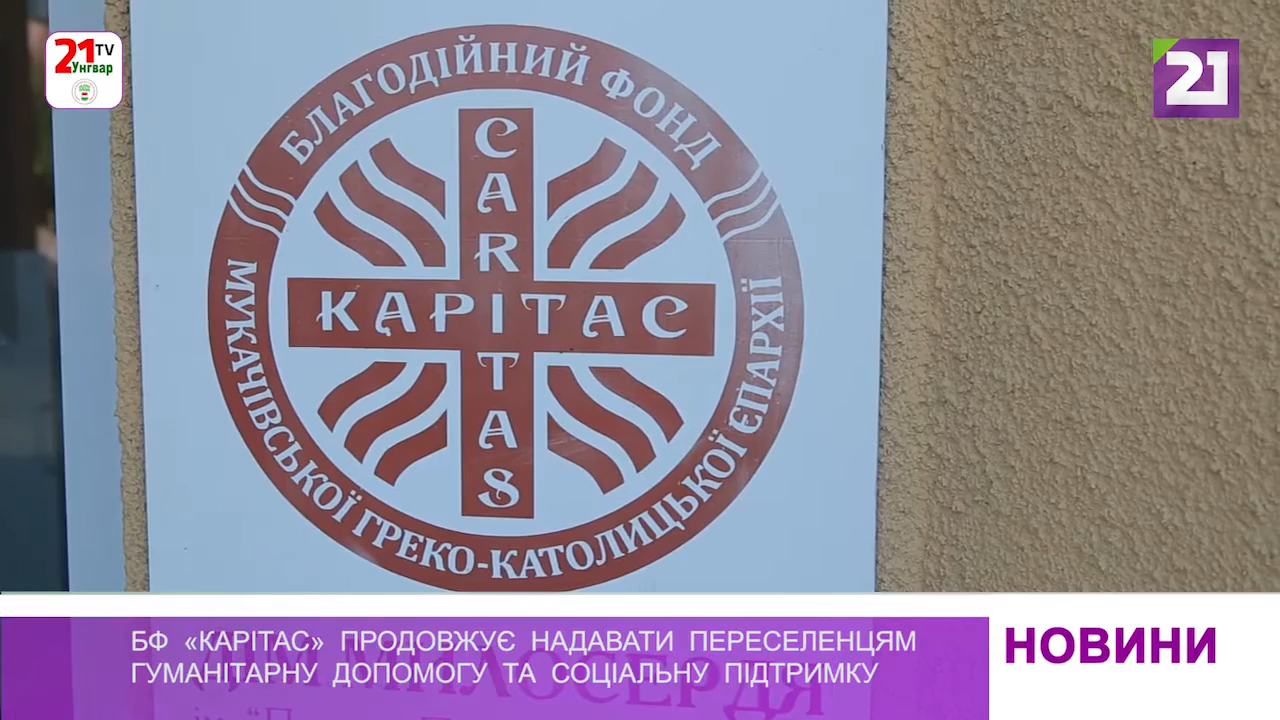 21 TV
Унгвар
21
БЛАГОДІЙНИЙ ФОНД
CARITAS
КАРІТАС
МУКАЧІВСЬКОЇ ГРЕКО-КАТОЛИЦЬКОЇ ЄПАРХІЇ
БФ «КАРІТАС» ПРОДОВЖУЄ НАДАВАТИ ПЕРЕСЕЛЕНЦЯМ
ГУМАНІТАРНУ ДОПОМОГУ ТА СОЦІАЛЬНУ ПІДТРИМКУ
НОВИНИ
МИЛОСЕРДЯ